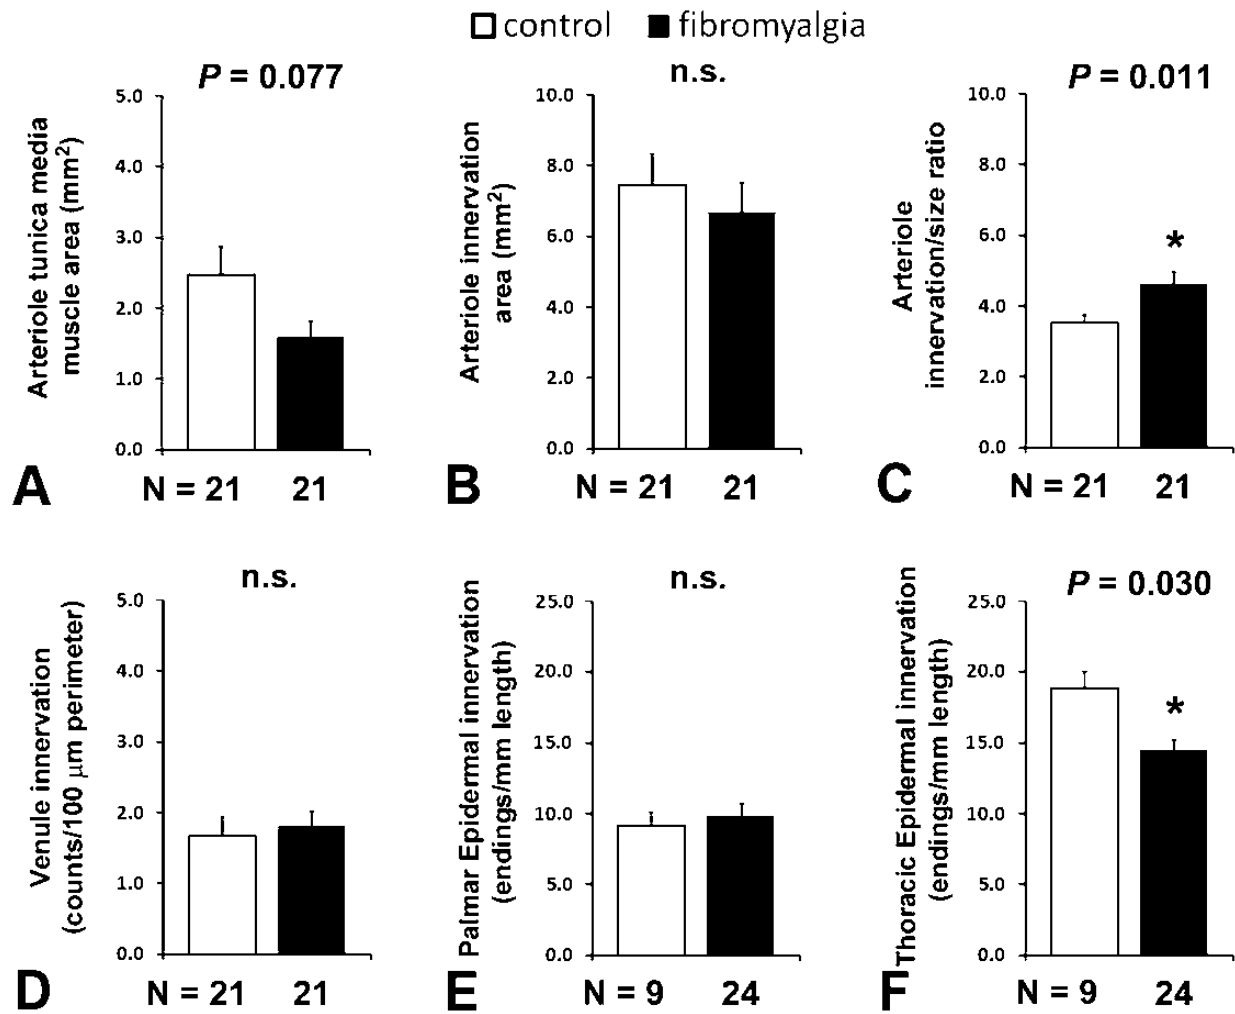 control fibromyalgia
P = 0.077
5.0
4.0
3.0
2.0
1.0
0.0
Arteriole tunica media
muscle area (mm²)
A
N = 21 21
n.s.
10.0
8.0
6.0
4.0
2.0
0.0
Arteriole innervation
area (mm²)
B
N = 21 21
P = 0.011
10.0
8.0
6.0
4.0
2.0
0.0
Arteriole
innervation/size ratio
*
C
N = 21 21
n.s.
5.0
4.0
3.0
2.0
1.0
0.0
Venule innervation
(counts/100 μm perimeter)
D
N = 21 21
n.s.
25.0
20.0
15.0
10.0
5.0
0.0
Palmar Epidermal innervation
(endings/mm length)
E
N = 9 24
P = 0.030
25.0
20.0
15.0
10.0
5.0
0.0
Thoracic Epidermal innervation
(endings/mm length)
*
F
N = 9 24